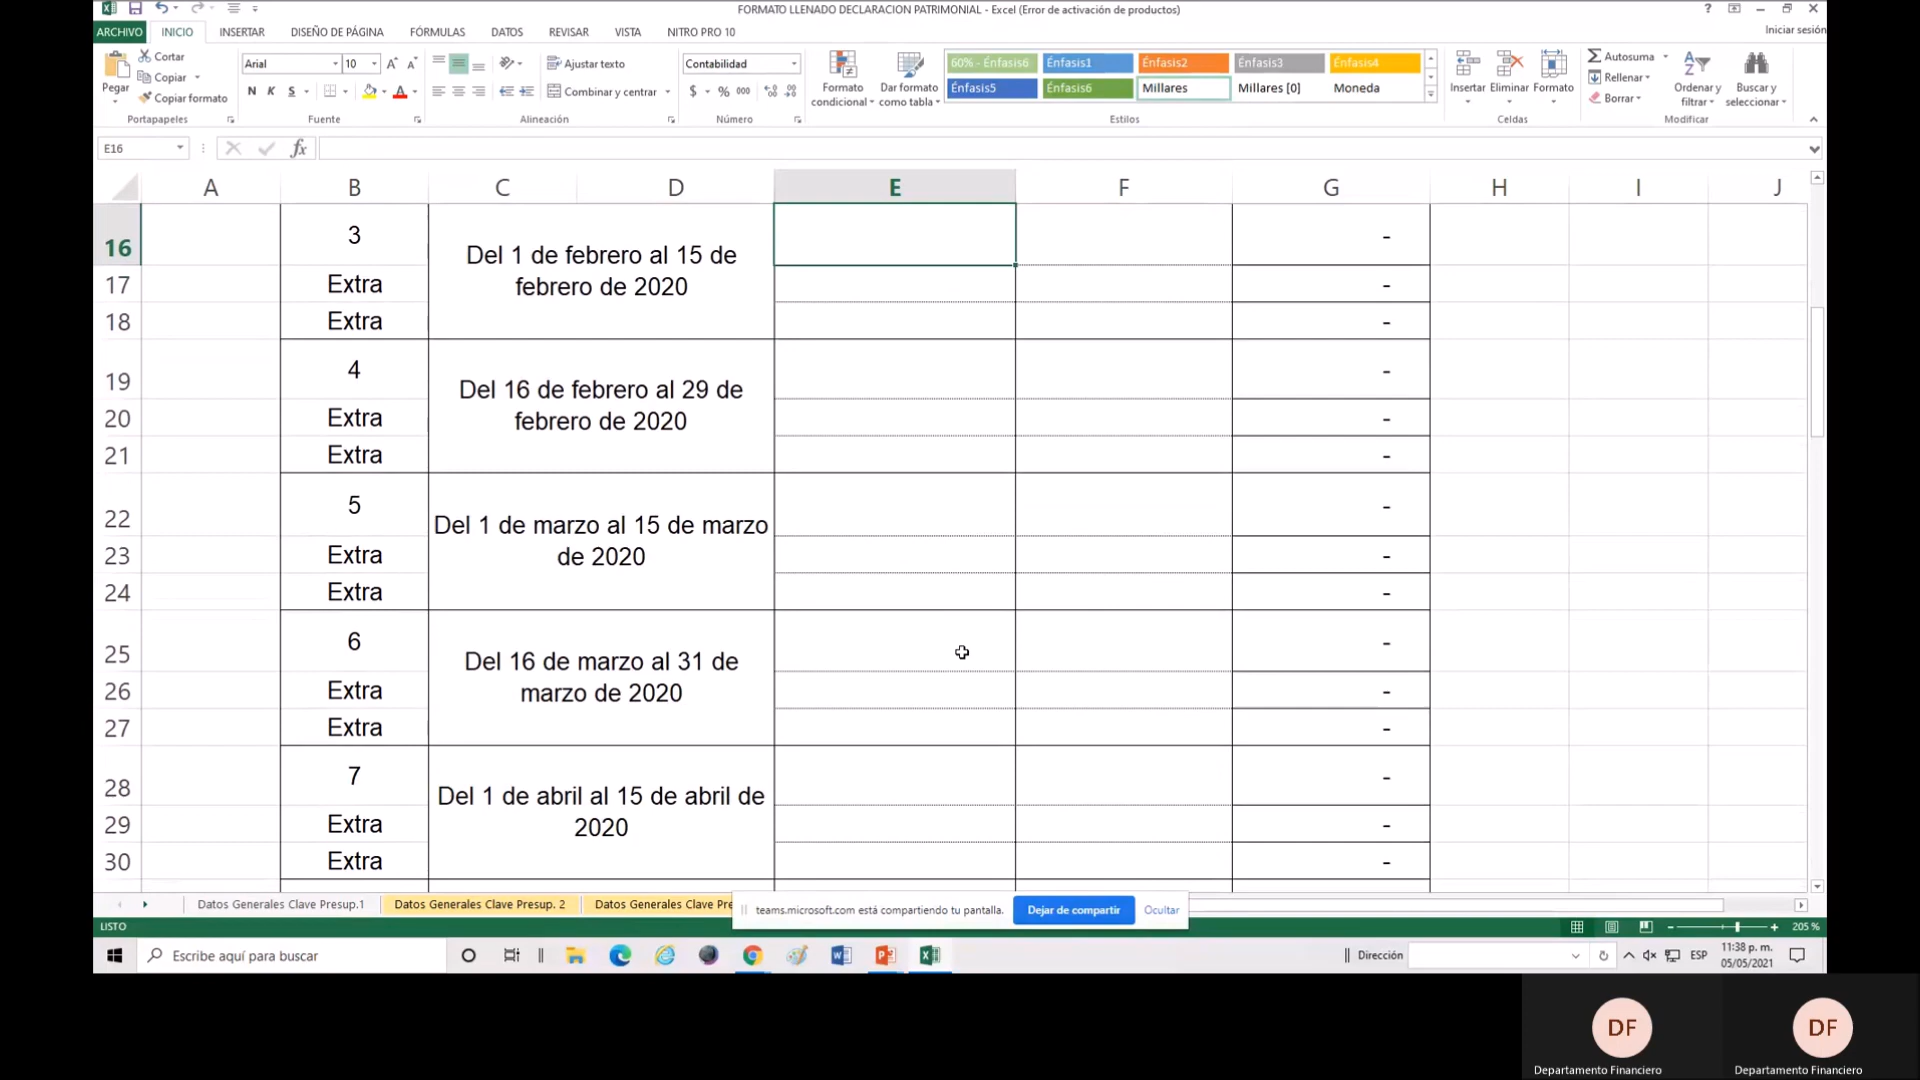 FORMATO LLENADO DECLARACION PATRIMONIAL - Excel (Error de activación de productos)
ARCHIVO INICIO INSERTAR DISEÑO DE PÁGINA FÓRMULAS DATOS REVISAR VISTA NITRO PRO 10 Iniciar sesión
Pegar
Cortar
Copiar
Copiar formato
Portapapeles
Arial 10
N K S
Fuente
Ajustar texto
Combinar y centrar
Alineación
Contabilidad
$ % 000
Número
Formato condicional
Dar formato como tabla
60% - Énfasis6 Énfasis1 Énfasis2 Énfasis3 Énfasis4
Énfasis5 Énfasis6 Millares Millares [0] Moneda
Estilos
Insertar Eliminar Formato
Celdas
Autosuma
Rellenar
Borrar
Ordenar y filtrar
Buscar y seleccionar
Modificar
E16 fx
A B C D E F G H I J
16 3 Del 1 de febrero al 15 de -
febrero de 2020
17 Extra -
18 Extra -
19 4 Del 16 de febrero al 29 de -
febrero de 2020
20 Extra -
21 Extra -
22 5 Del 1 de marzo al 15 de marzo -
de 2020
23 Extra -
24 Extra -
25 6 Del 16 de marzo al 31 de -
marzo de 2020
26 Extra -
27 Extra -
28 7 Del 1 de abril al 15 de abril de -
2020
29 Extra -
30 Extra -
Datos Generales Clave Presup.1 Datos Generales Clave Presup. 2 Datos Generales Clave Pre
teams.microsoft.com está compartiendo tu pantalla. Dejar de compartir Ocultar
LISTO 205 %
Escribe aquí para buscar
Dirección
ESP
11:38 p. m.
05/05/2021
DF DF
Departamento Financiero Departamento Financiero